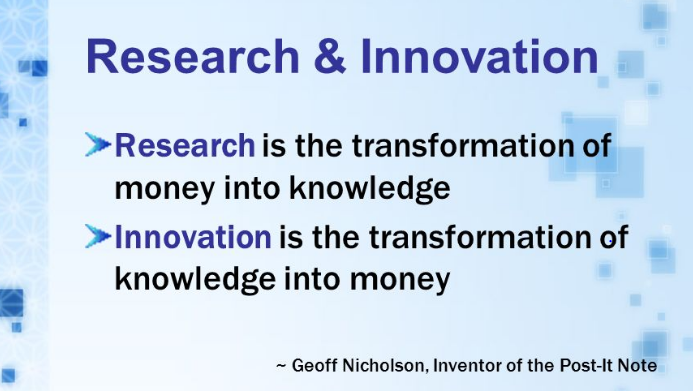 Research & Innovation
Research is the transformation of
money into knowledge
Innovation is the transformation of
knowledge into money
~ Geoff Nicholson, Inventor of the Post-It Note